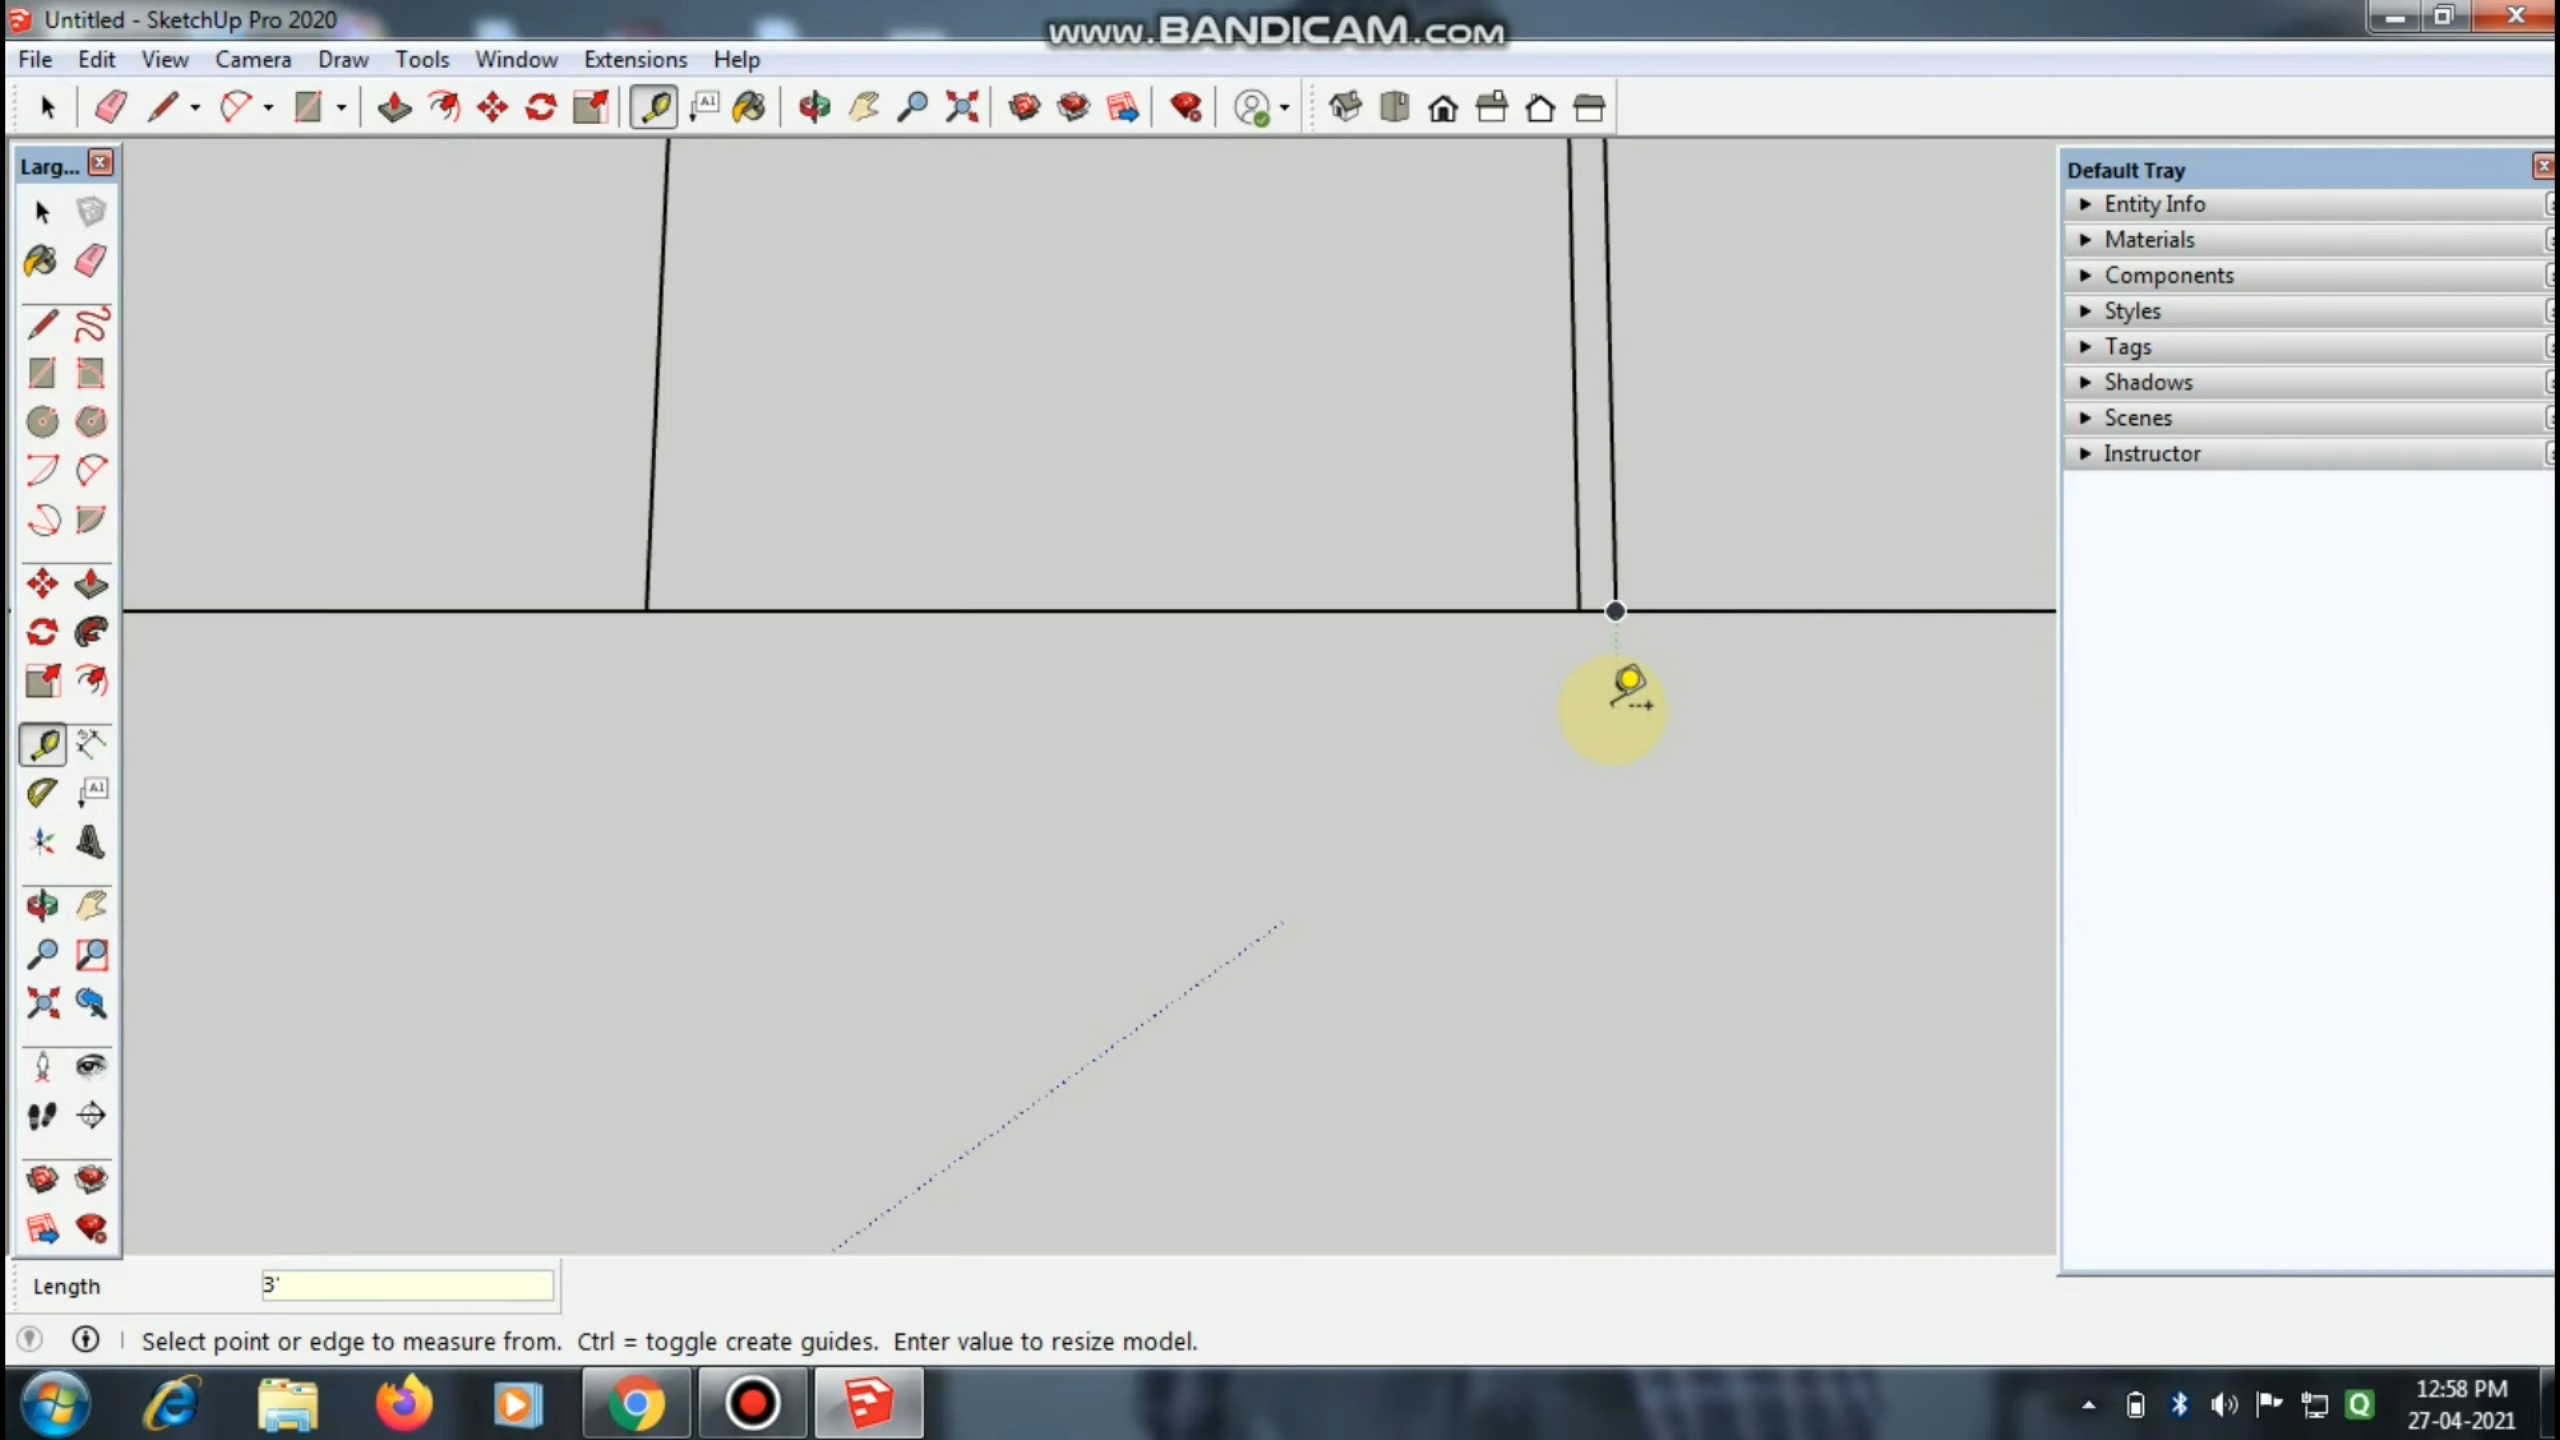 Untitled - SketchUp Pro 2020
www.BANDICAM.com
File Edit View Camera Draw Tools Window Extensions Help
A1
Larg...
Default Tray
Entity Info
Materials
Components
Styles
Tags
Shadows
Scenes
Instructor
A1
Length 3'
Select point or edge to measure from. Ctrl = toggle create guides. Enter value to resize model.
12:58 PM
27-04-2021